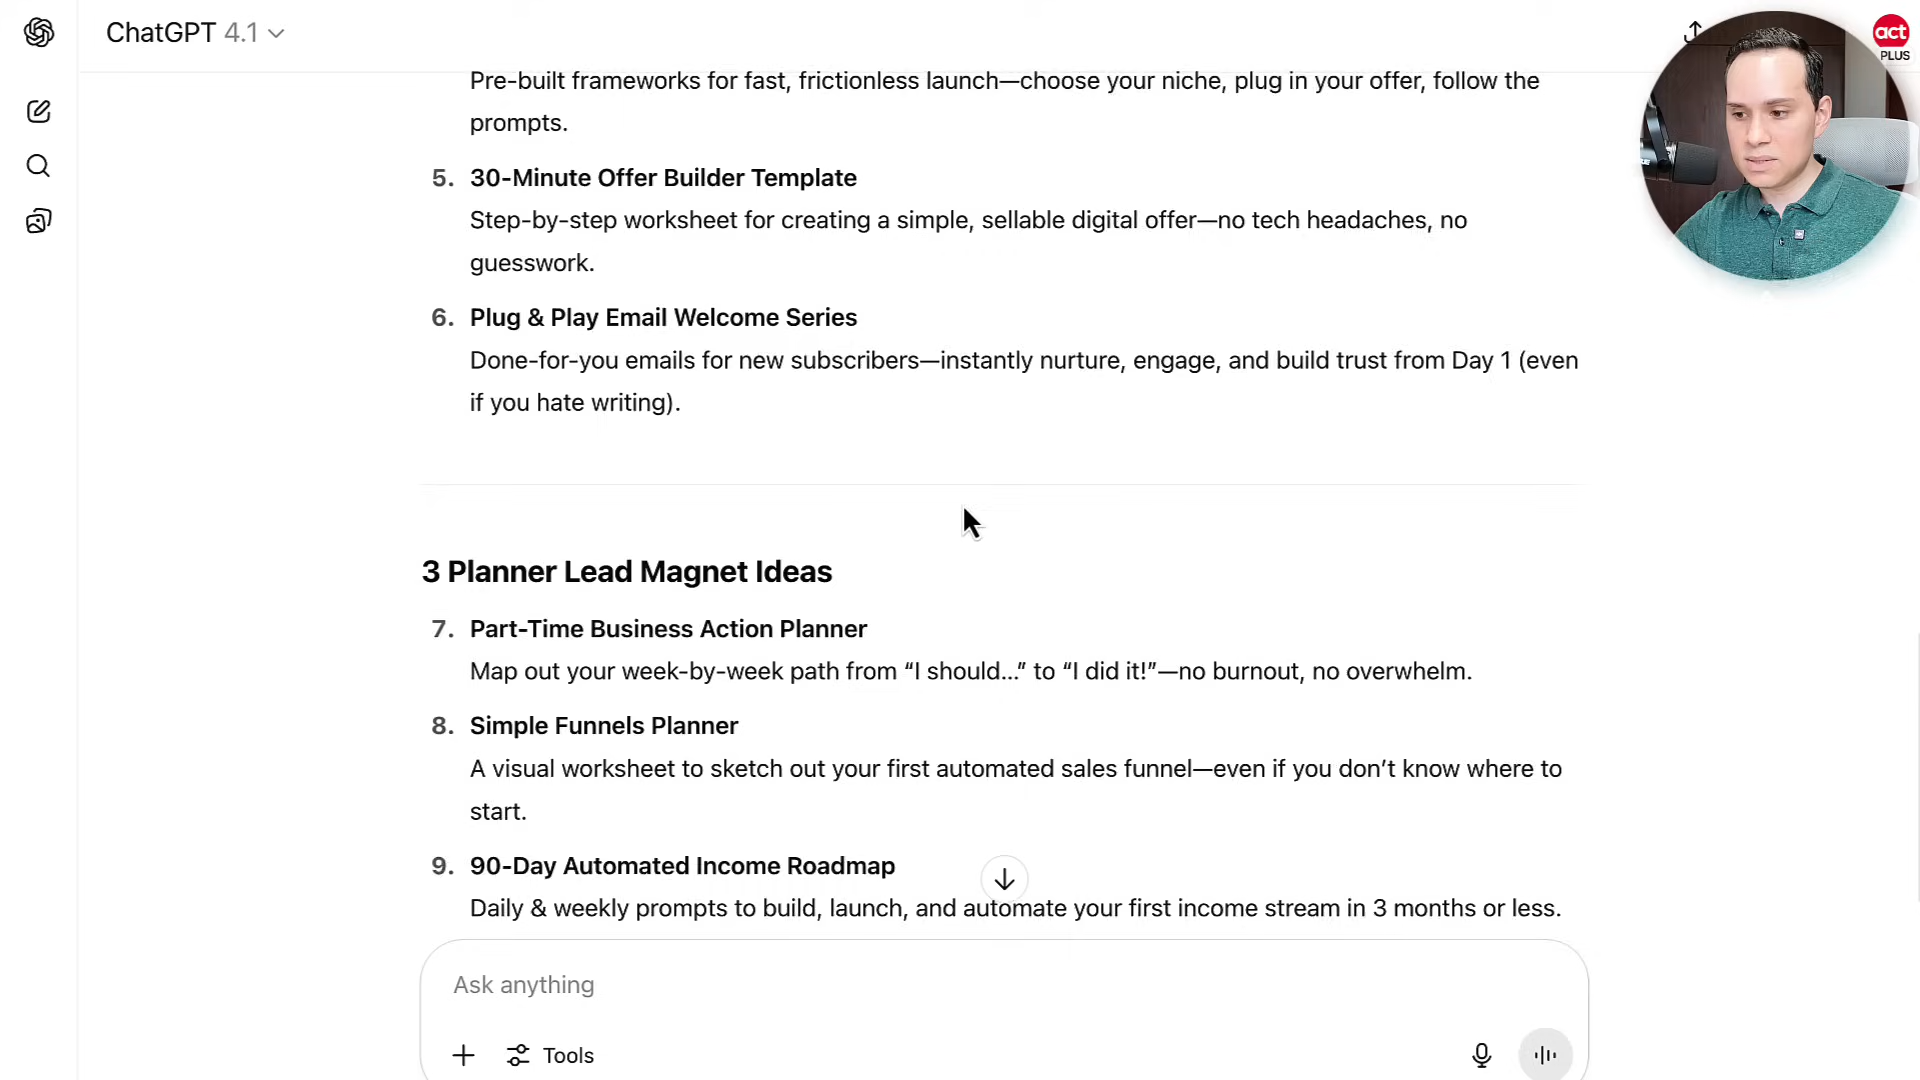 ChatGPT 4.1
act
PLUS
Pre-built frameworks for fast, frictionless launch—choose your niche, plug in your offer, follow the
prompts.
5. 30-Minute Offer Builder Template
Step-by-step worksheet for creating a simple, sellable digital offer—no tech headaches, no
guesswork.
6. Plug & Play Email Welcome Series
Done-for-you emails for new subscribers—instantly nurture, engage, and build trust from Day 1 (even
if you hate writing).
3 Planner Lead Magnet Ideas
7. Part-Time Business Action Planner
Map out your week-by-week path from “I should…” to “I did it!”—no burnout, no overwhelm.
8. Simple Funnels Planner
A visual worksheet to sketch out your first automated sales funnel—even if you don’t know where to
start.
9. 90-Day Automated Income Roadmap
Daily & weekly prompts to build, launch, and automate your first income stream in 3 months or less.
Ask anything
Tools